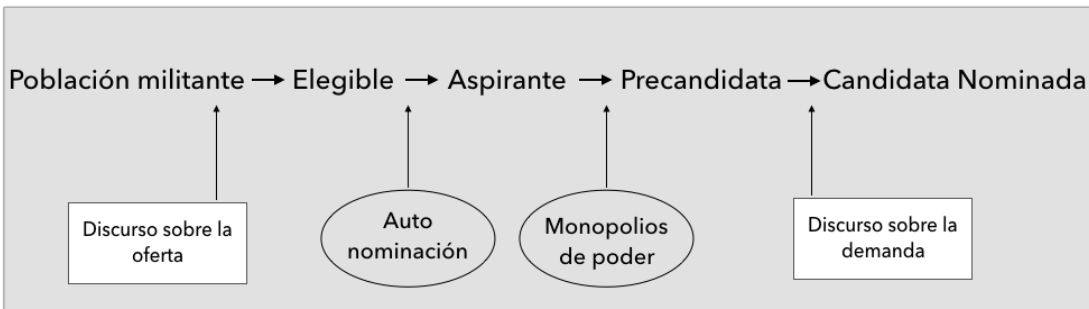 Población militante → Elegible → Aspirante → Precandidata → Candidata Nominada
Discurso sobre la
oferta
Auto
nominación
Monopolios
de poder
Discurso sobre la
demanda